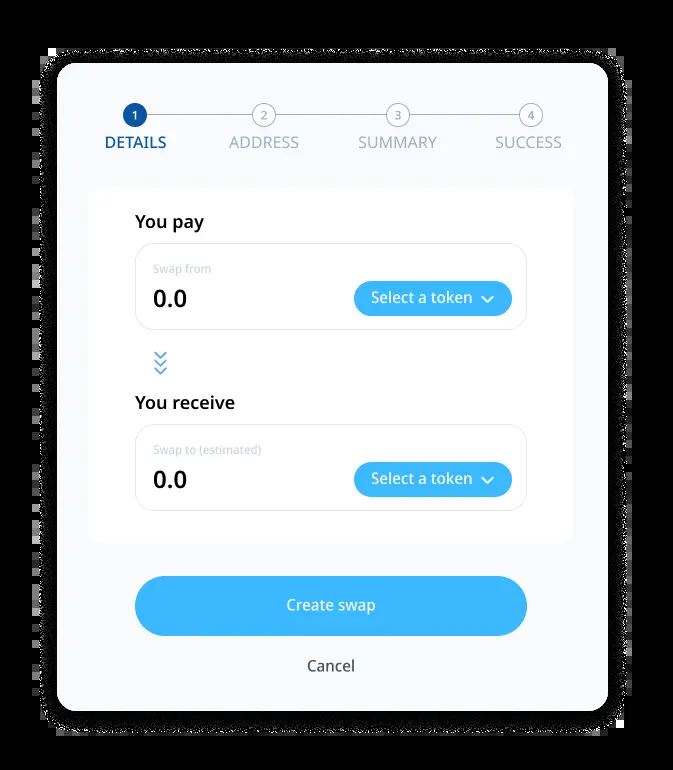 1 2 3 4
DETAILS ADDRESS SUMMARY SUCCESS
You pay
Swap from
0.0 Select a token
You receive
Swap to (estimated)
0.0 Select a token
Create swap
Cancel